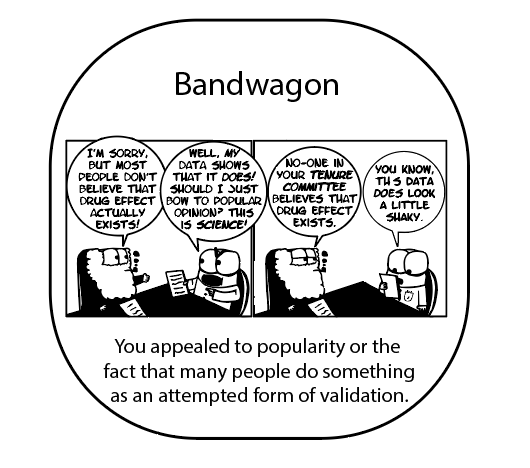 Bandwagon
I'M SORRY,
BUT MOST
PEOPLE DON'T
BELIEVE THAT
DRUG EFFECT
ACTUALLY
EXISTS!
WELL, MY
DATA SHOWS
THAT IT DOES!
SHOULD I JUST
BOW TO POPULAR
OPINION? THIS
IS SCIENCE!
NO-ONE IN
YOUR TENURE
COMMITTEE
BELIEVES THAT
DRUG EFFECT
EXISTS.
YOU KNOW,
THIS DATA
DOES LOOK
A LITTLE
SHAKY.
You appealed to popularity or the
fact that many people do something
as an attempted form of validation.